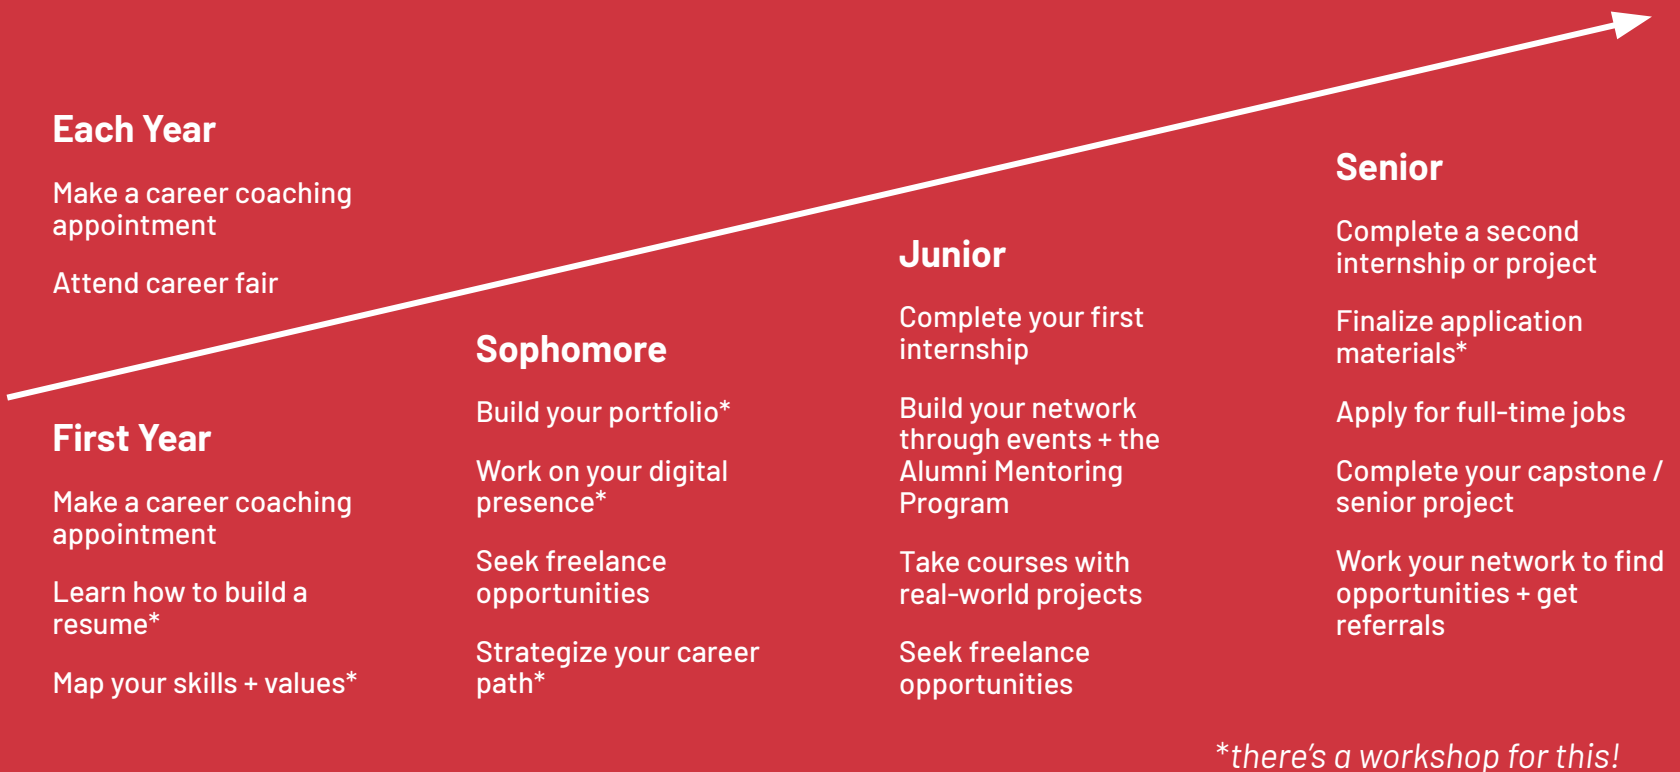 Each Year
Make a career coaching
appointment
Attend career fair
First Year
Make a career coaching
appointment
Learn how to build a
resume*
Map your skills + values*
Sophomore
Build your portfolio*
Work on your digital
presence*
Seek freelance
opportunities
Strategize your career
path*
Junior
Complete your first
internship
Build your network
through events + the
Alumni Mentoring
Program
Take courses with
real-world projects
Seek freelance
opportunities
Senior
Complete a second
internship or project
Finalize application
materials*
Apply for full-time jobs
Complete your capstone /
senior project
Work your network to find
opportunities + get
referrals
*there's a workshop for this!